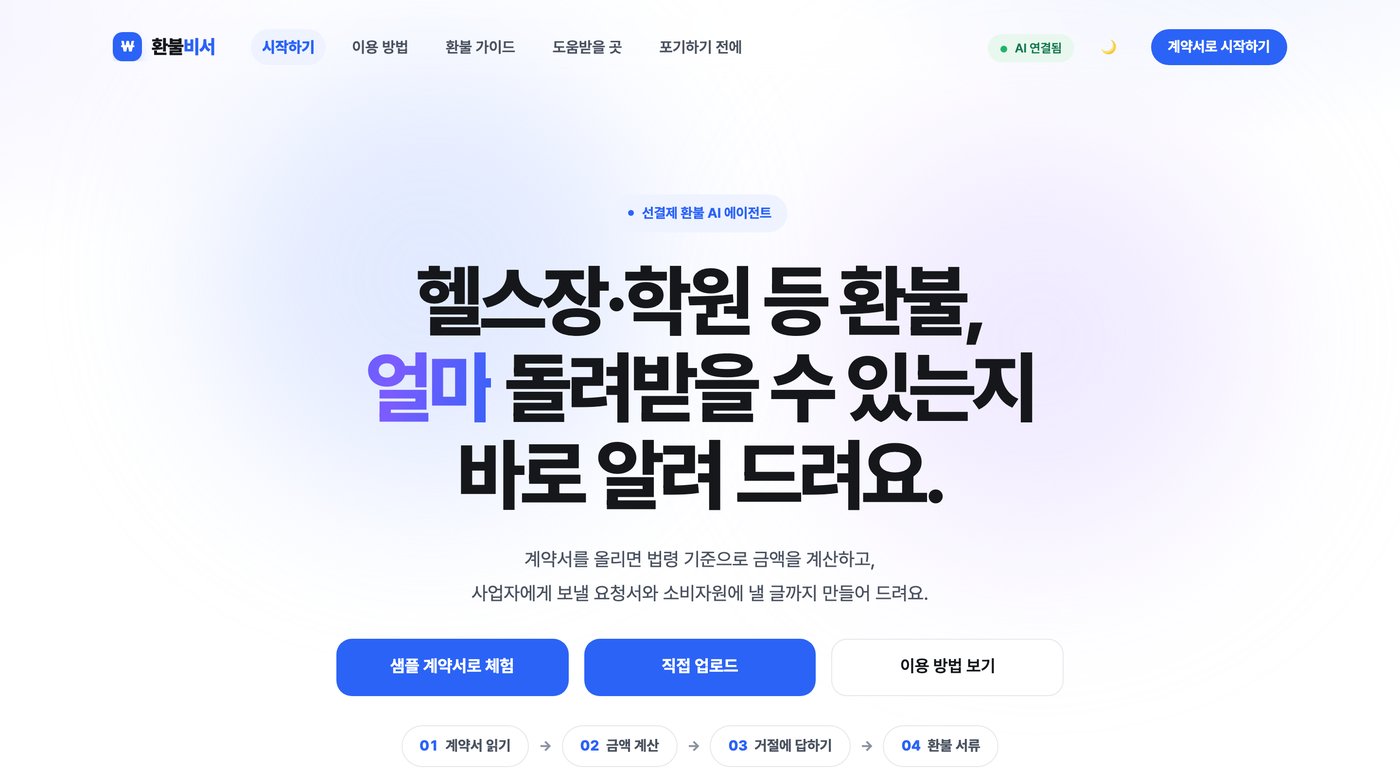 ₩ 환불비서 시작하기 이용 방법 환불 가이드 도움받을 곳 포기하기 전에 AI 연결됨 계약서로 시작하기
선결제 환불 AI 에이전트
헬스장·학원 등 환불,
얼마 돌려받을 수 있는지
바로 알려 드려요.
계약서를 올리면 법령 기준으로 금액을 계산하고,
사업자에게 보낼 요청서와 소비자원에 낼 글까지 만들어 드려요.
샘플 계약서로 체험 직접 업로드 이용 방법 보기
01 계약서 읽기 → 02 금액 계산 → 03 거절에 답하기 → 04 환불 서류